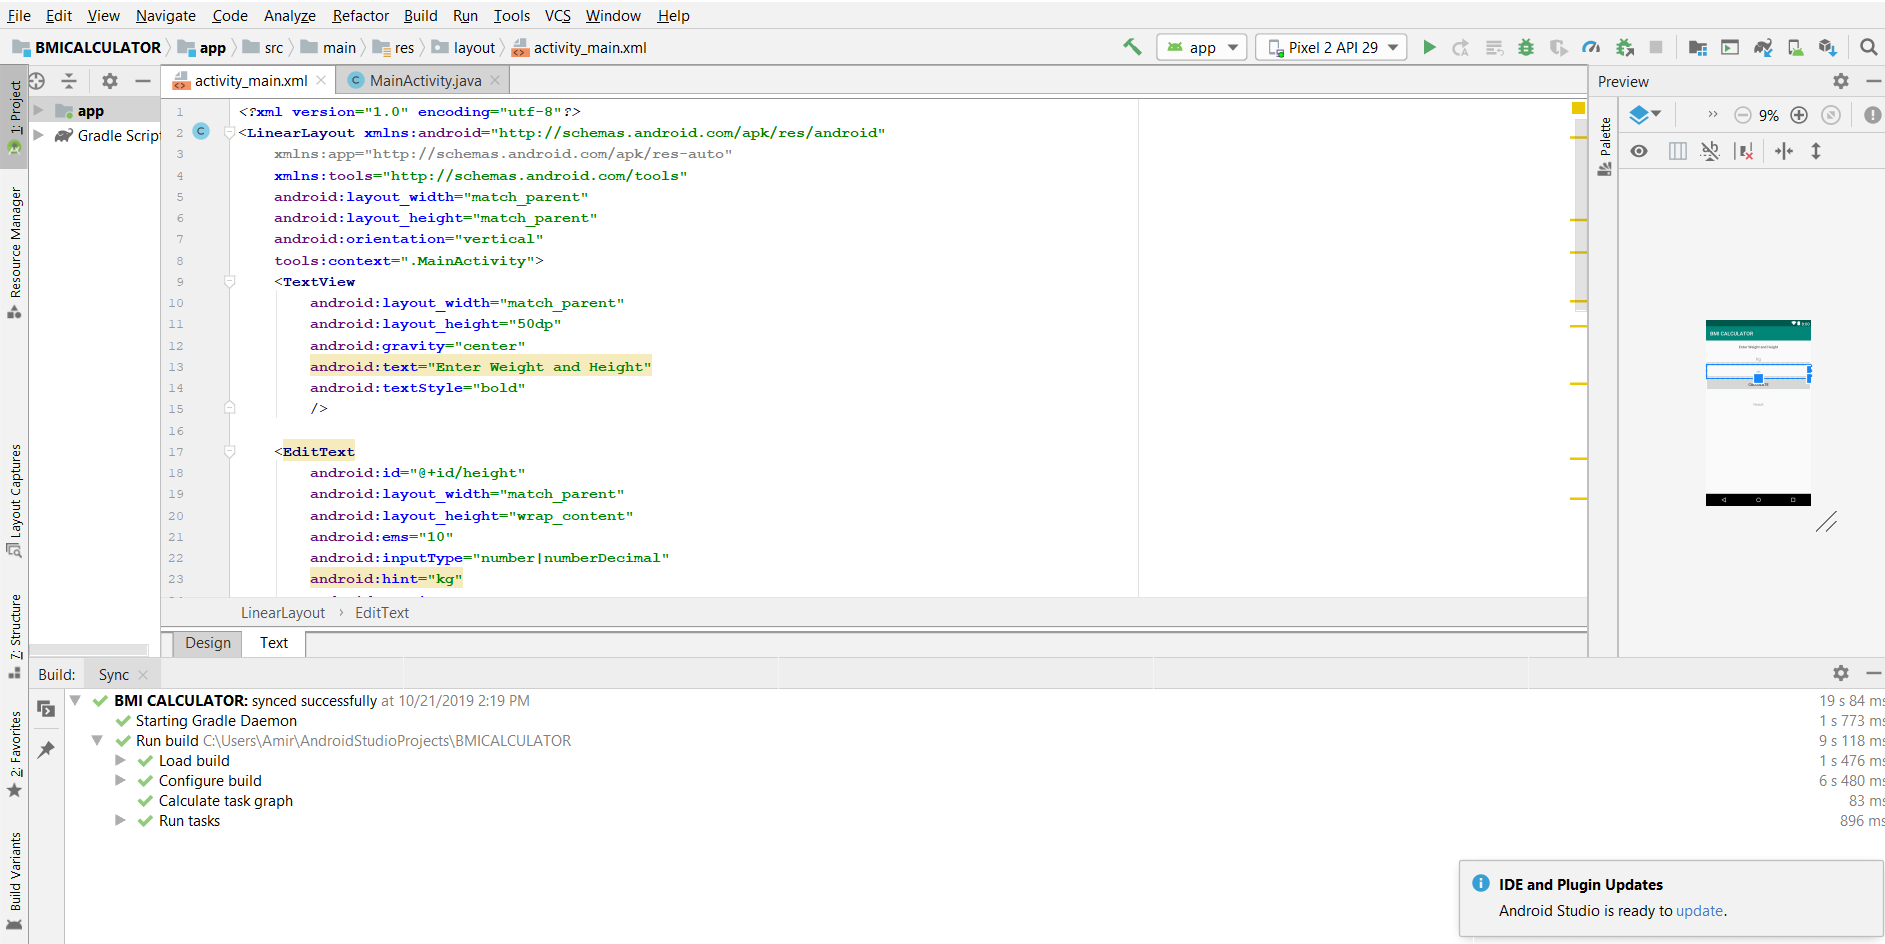 File Edit View Navigate Code Analyze Refactor Build Run Tools VCS Window Help
BMICALCULATOR app src main res layout activity_main.xml app Pixel 2 API 29
1: Project
Resource Manager
Layout Captures
7: Structure
2: Favorites
Build Variants
app
Gradle Script
activity_main.xml MainActivity.java
1 <?xml version="1.0" encoding="utf-8"?>
2 <LinearLayout xmlns:android="http://schemas.android.com/apk/res/android"
3 xmlns:app="http://schemas.android.com/apk/res-auto"
4 xmlns:tools="http://schemas.android.com/tools"
5 android:layout_width="match_parent"
6 android:layout_height="match_parent"
7 android:orientation="vertical"
8 tools:context=".MainActivity">
9 <TextView
10 android:layout_width="match_parent"
11 android:layout_height="50dp"
12 android:gravity="center"
13 android:text="Enter Weight and Height"
14 android:textStyle="bold"
15 />
16
17 <EditText
18 android:id="@+id/height"
19 android:layout_width="match_parent"
20 android:layout_height="wrap_content"
21 android:ems="10"
22 android:inputType="number|numberDecimal"
23 android:hint="kg"
LinearLayout › EditText
Design Text
Preview
Palette
9%
BMI CALCULATOR
Enter Weight and Height
Build: Sync
BMI CALCULATOR: synced successfully at 10/21/2019 2:19 PM 19 s 84 ms
Starting Gradle Daemon 1 s 773 ms
Run build C:\Users\Amir\AndroidStudioProjects\BMICALCULATOR 9 s 118 ms
Load build 1 s 476 ms
Configure build 6 s 480 ms
Calculate task graph 83 ms
Run tasks 896 ms
IDE and Plugin Updates
Android Studio is ready to update.